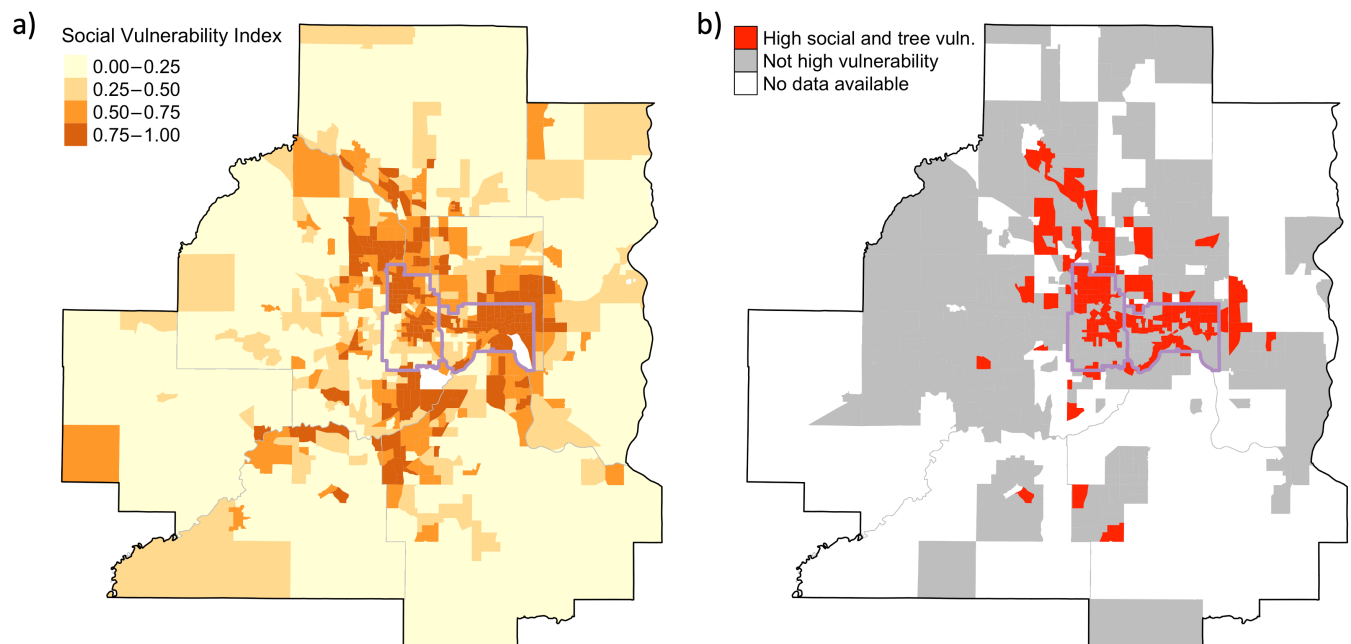 a)
Social Vulnerability Index
0.00–0.25
0.25–0.50
0.50–0.75
0.75–1.00
b)
High social and tree vuln.
Not high vulnerability
No data available